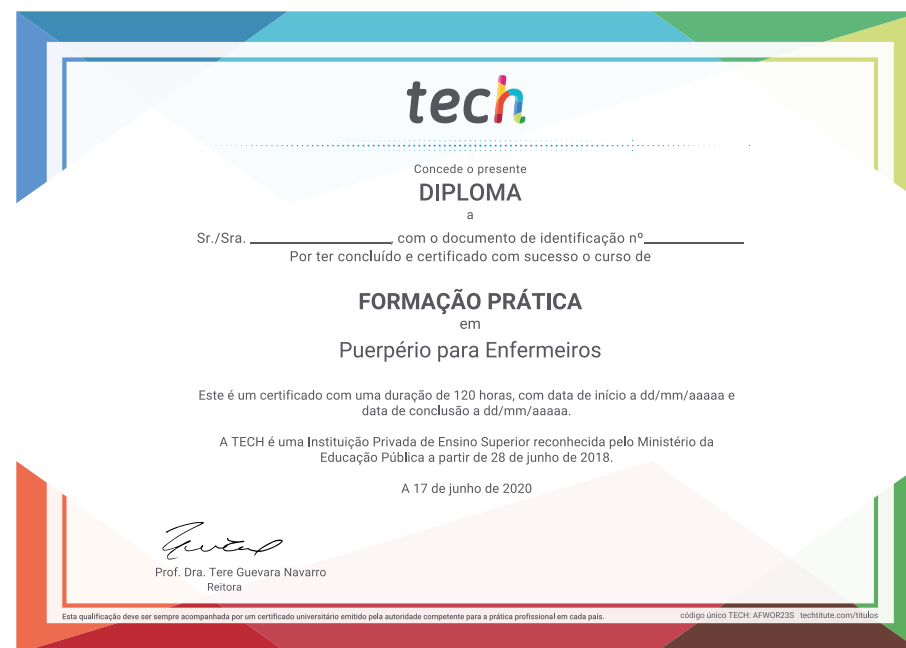 tech
Concede o presente
DIPLOMA
a
Sr./Sra. ____________________, com o documento de identificação nº______________
Por ter concluído e certificado com sucesso o curso de
FORMAÇÃO PRÁTICA
em
Puerpério para Enfermeiros
Este é um certificado com uma duração de 120 horas, com data de início a dd/mm/aaaaa e
data de conclusão a dd/mm/aaaaa.
A TECH é uma Instituição Privada de Ensino Superior reconhecida pelo Ministério da
Educação Pública a partir de 28 de junho de 2018.
A 17 de junho de 2020
Prof. Dra. Tere Guevara Navarro
Reitora
Esta qualificação deve ser sempre acompanhada por um certificado universitário emitido pela autoridade competente para a prática profissional em cada país.
código único TECH: AFWOR23S techtitute.com/titulos